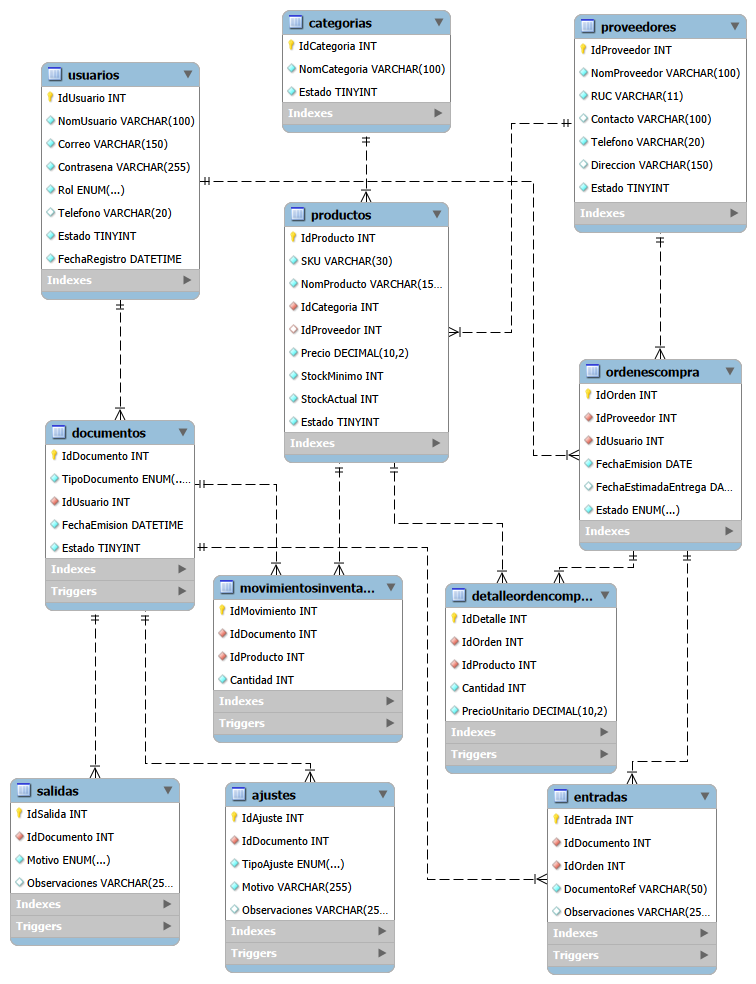 categorias
IdCategoria INT
NomCategoria VARCHAR(100)
Estado TINYINT
Indexes
proveedores
IdProveedor INT
NomProveedor VARCHAR(100)
RUC VARCHAR(11)
Contacto VARCHAR(100)
Telefono VARCHAR(20)
Direccion VARCHAR(150)
Estado TINYINT
Indexes
usuarios
IdUsuario INT
NomUsuario VARCHAR(100)
Correo VARCHAR(150)
Contrasena VARCHAR(255)
Rol ENUM(...)
Telefono VARCHAR(20)
Estado TINYINT
FechaRegistro DATETIME
Indexes
productos
IdProducto INT
SKU VARCHAR(30)
NomProducto VARCHAR(15...
IdCategoria INT
IdProveedor INT
Precio DECIMAL(10,2)
StockMinimo INT
StockActual INT
Estado TINYINT
Indexes
ordenescompra
IdOrden INT
IdProveedor INT
IdUsuario INT
FechaEmision DATE
FechaEstimadaEntrega DA...
Estado ENUM(...)
Indexes
documentos
IdDocumento INT
TipoDocumento ENUM(...
IdUsuario INT
FechaEmision DATETIME
Estado TINYINT
Indexes
Triggers
movimientosinventa...
IdMovimiento INT
IdDocumento INT
IdProducto INT
Cantidad INT
Indexes
Triggers
detalleordencomp...
IdDetalle INT
IdOrden INT
IdProducto INT
Cantidad INT
PrecioUnitario DECIMAL(10,2)
Indexes
Triggers
salidas
IdSalida INT
IdDocumento INT
Motivo ENUM(...)
Observaciones VARCHAR(25...
Indexes
Triggers
ajustes
IdAjuste INT
IdDocumento INT
TipoAjuste ENUM(...)
Motivo VARCHAR(255)
Observaciones VARCHAR(25...
Indexes
Triggers
entradas
IdEntrada INT
IdDocumento INT
IdOrden INT
DocumentoRef VARCHAR(50)
Observaciones VARCHAR(25...
Indexes
Triggers